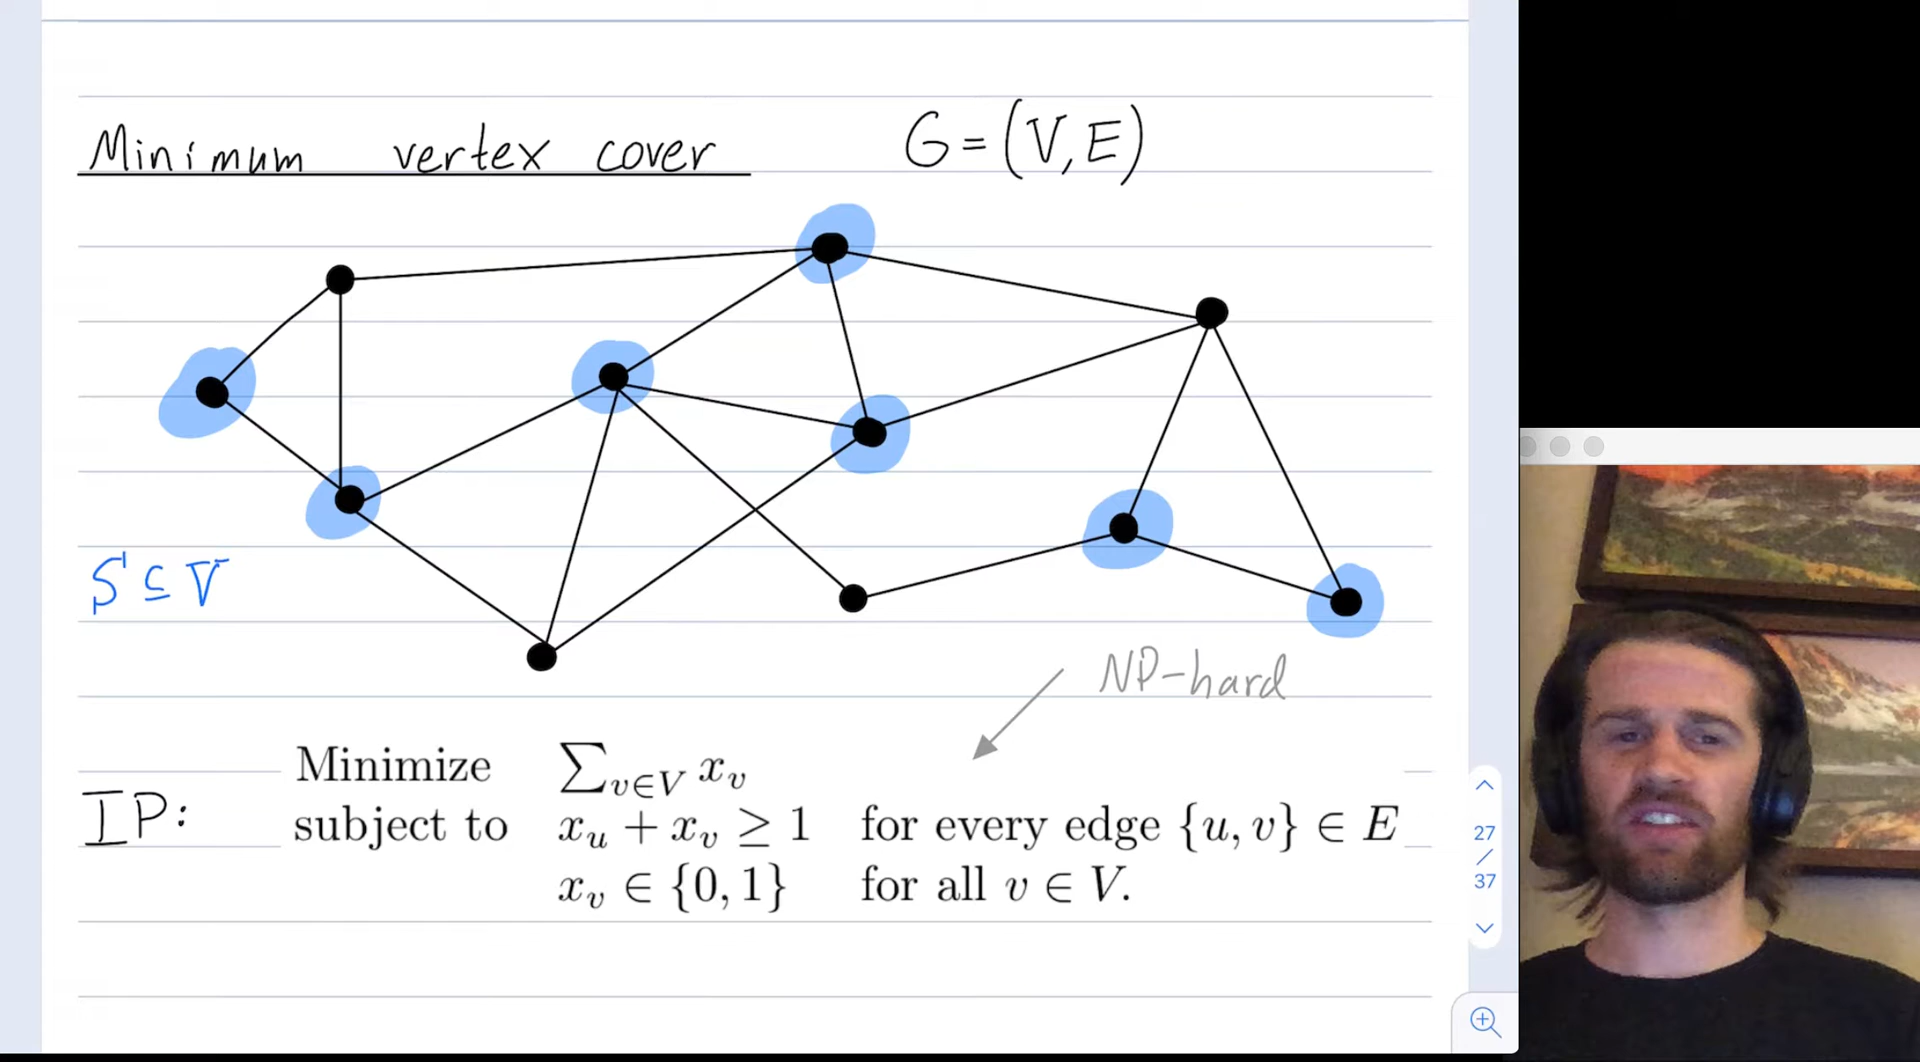 Minimum vertex cover G = (V, E)
S ⊆ V
NP-hard
Minimize ∑_{v∈V} x_v
IP: subject to x_u + x_v ≥ 1 for every edge {u, v} ∈ E
x_v ∈ {0, 1} for all v ∈ V.
27
/
37